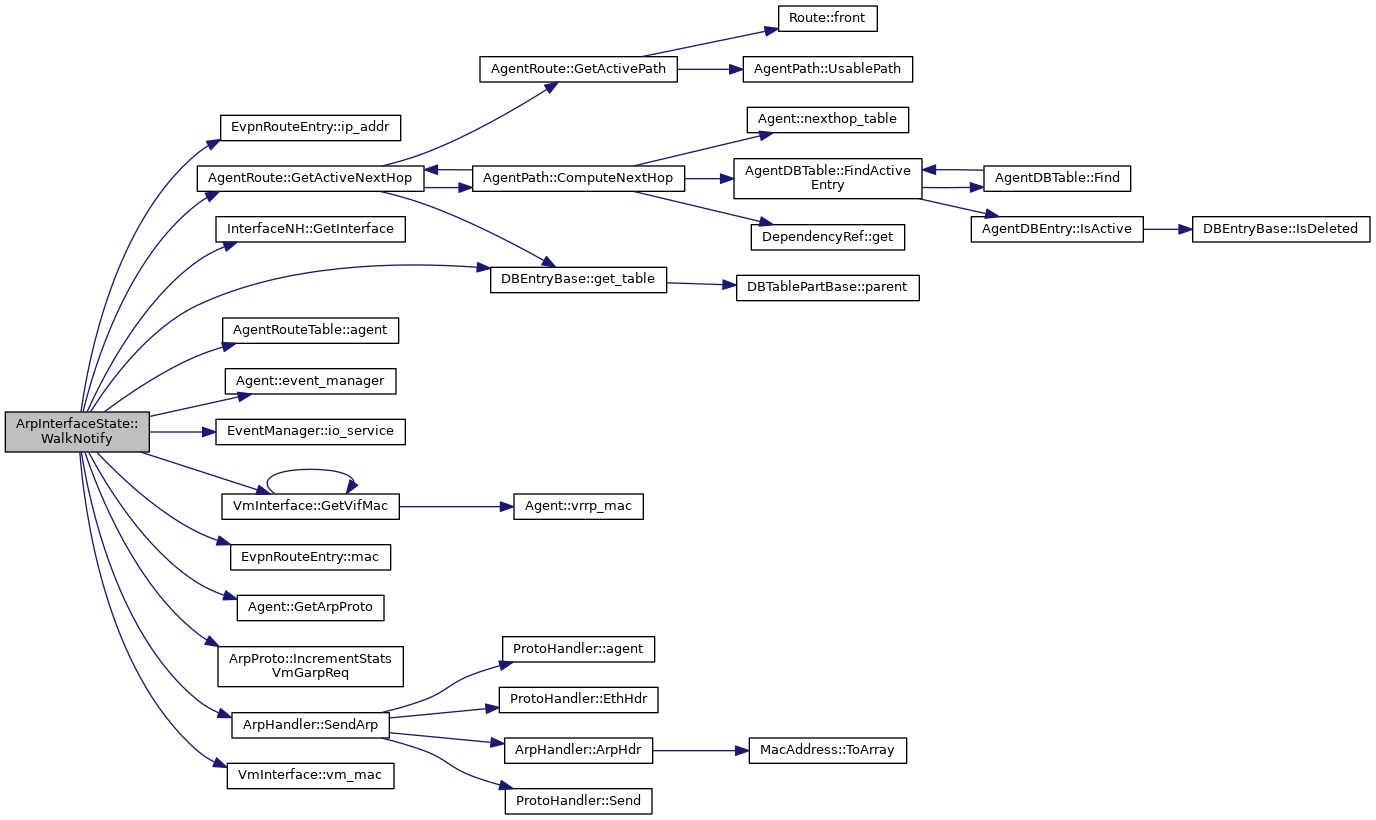 Route::front
AgentRoute::GetActivePath
AgentPath::UsablePath
EvpnRouteEntry::ip_addr
Agent::nexthop_table
AgentRoute::GetActiveNextHop
AgentPath::ComputeNextHop
AgentDBTable::FindActive
Entry
AgentDBTable::Find
InterfaceNH::GetInterface
DependencyRef::get
AgentDBEntry::IsActive
DBEntryBase::IsDeleted
DBEntryBase::get_table
DBTablePartBase::parent
AgentRouteTable::agent
Agent::event_manager
ArpInterfaceState::
WalkNotify
EventManager::io_service
VmInterface::GetVifMac
Agent::vrrp_mac
EvpnRouteEntry::mac
Agent::GetArpProto
ArpProto::IncrementStats
VmGarpReq
ProtoHandler::agent
ProtoHandler::EthHdr
ArpHandler::SendArp
ArpHandler::ArpHdr
MacAddress::ToArray
VmInterface::vm_mac
ProtoHandler::Send